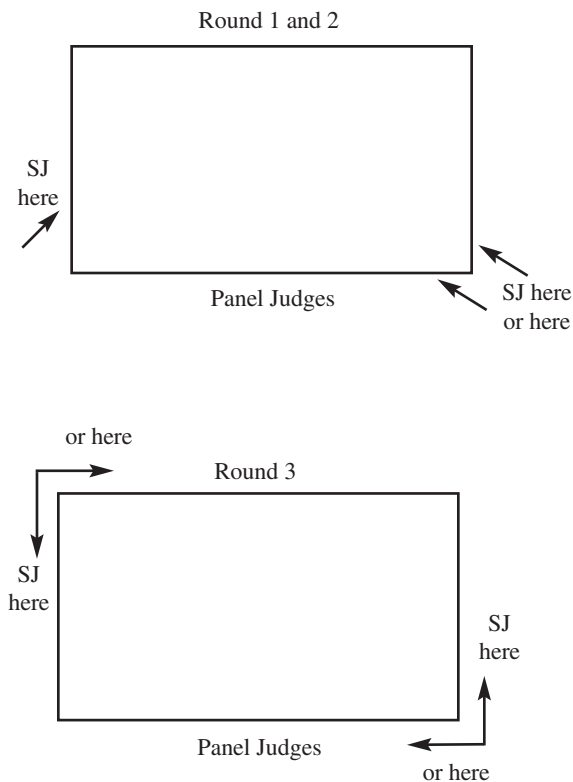 Round 1 and 2
SJ
here
Panel Judges
SJ here
or here
or here
Round 3
SJ
here
SJ
here
Panel Judges
or here